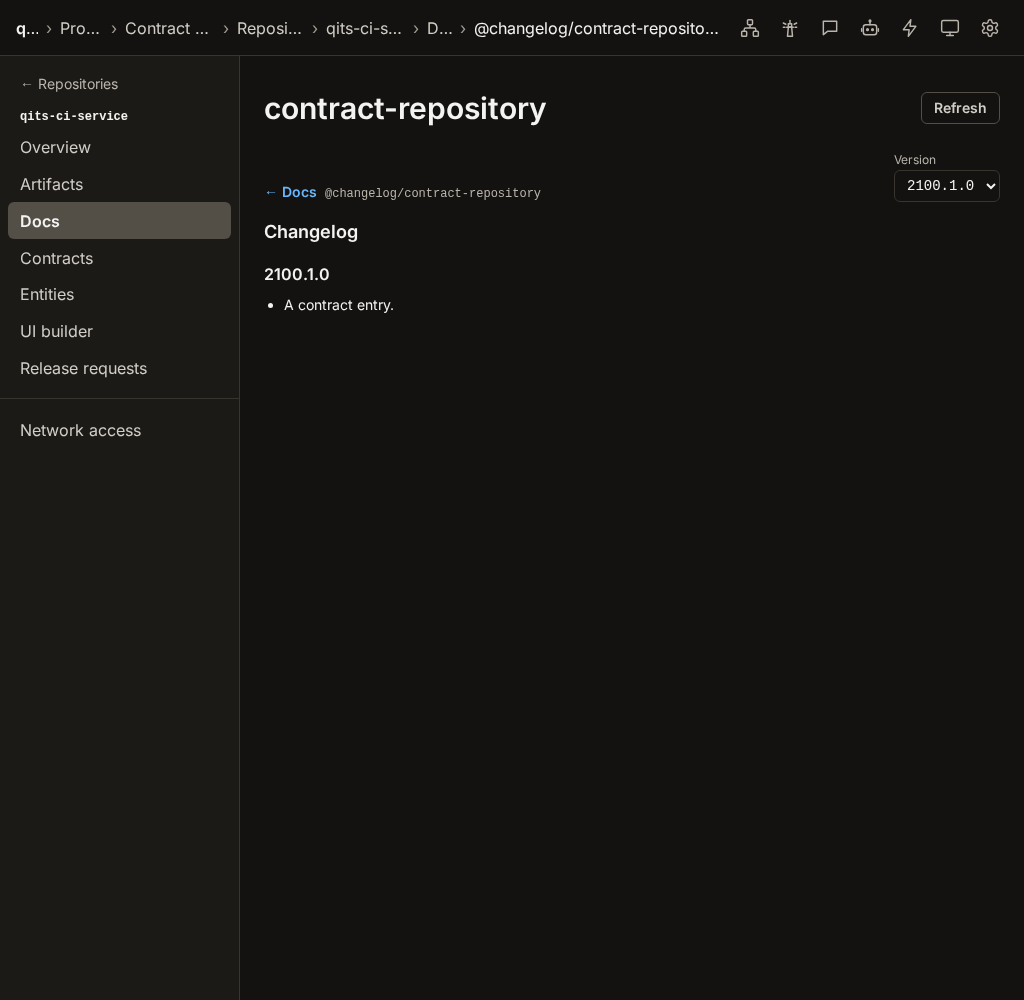 q… › Pro… › Contract … › Reposi… › qits-ci-s… › D… › @changelog/contract-reposito…
← Repositories
qits-ci-service
Overview
Artifacts
Docs
Contracts
Entities
UI builder
Release requests
Network access
contract-repository
Refresh
Version
2100.1.0
← Docs @changelog/contract-repository
Changelog
2100.1.0
• A contract entry.